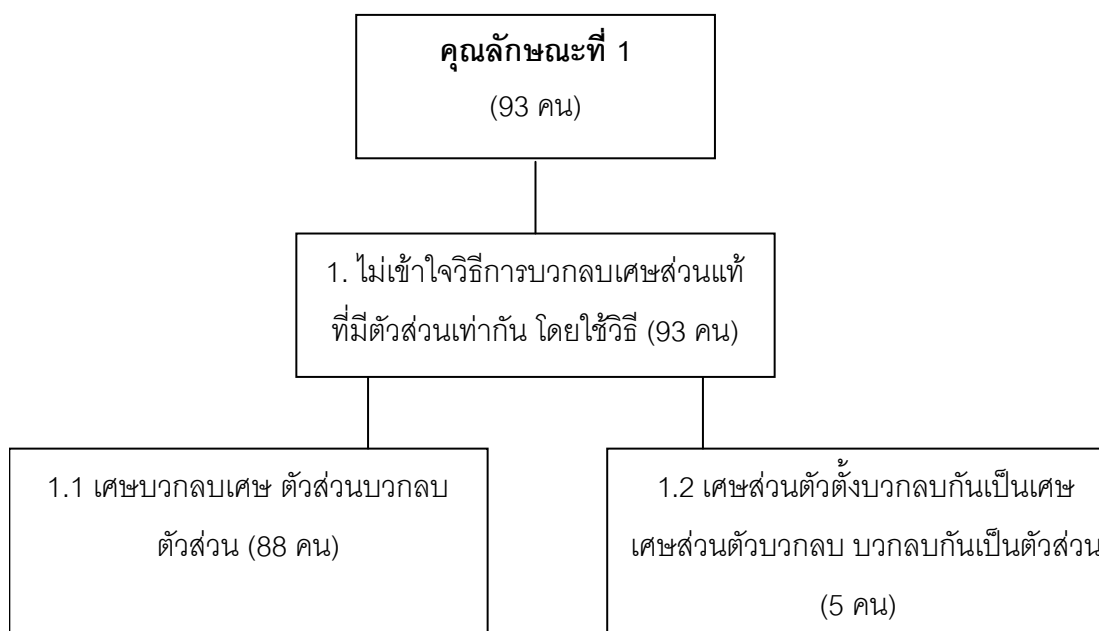 คุณลักษณะที่ 1
(93 คน)
1. ไม่เข้าใจวิธีการบวกลบเศษส่วนแท้
ที่มีตัวส่วนเท่ากัน โดยใช้วิธี (93 คน)
1.1 เศษบวกลบเศษ ตัวส่วนบวกลบ
ตัวส่วน (88 คน)
1.2 เศษส่วนตัวตั้งบวกลบกันเป็นเศษ
เศษส่วนตัวบวกลบ บวกลบกันเป็นตัวส่วน
(5 คน)